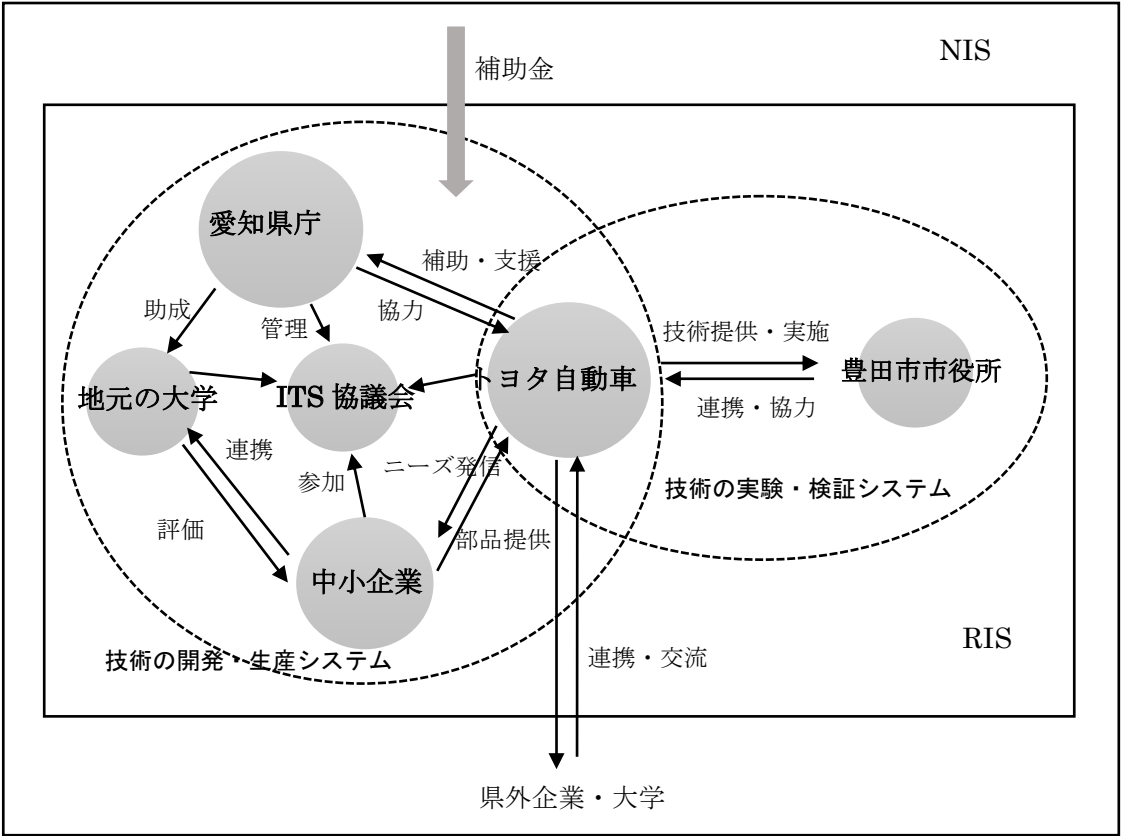 NIS
補助金
愛知県庁
補助・支援
協力
助成
管理
技術提供・実施
地元の大学
ITS 協議会
トヨタ自動車
豊田市市役所
連携・協力
連携
ニーズ発信
参加
技術の実験・検証システム
評価
部品提供
中小企業
RIS
技術の開発・生産システム
連携・交流
県外企業・大学